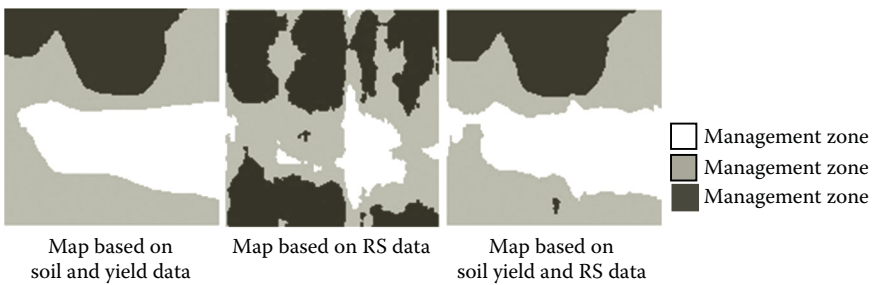 Management zone
Management zone
Management zone
Map based on
soil and yield data
Map based on RS data
Map based on
soil yield and RS data